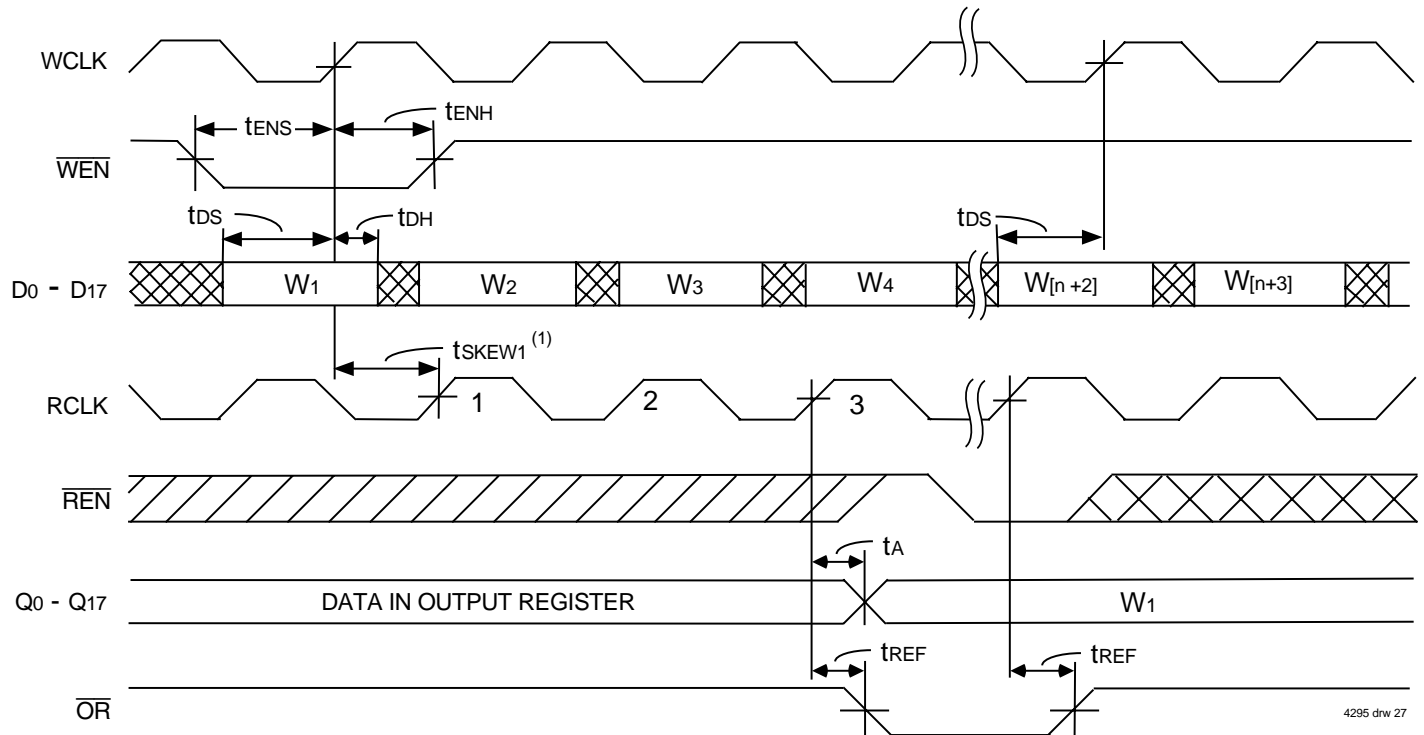 WCLK
tENS
tENH
WEN
tDS
tDH
tDS
D0 - D17
W1
W2
W3
W4
W[n +2]
W[n+3]
tSKEW1 (1)
RCLK
1
2
3
REN
tA
Q0 - Q17
DATA IN OUTPUT REGISTER
W1
tREF
tREF
OR
4295 drw 27